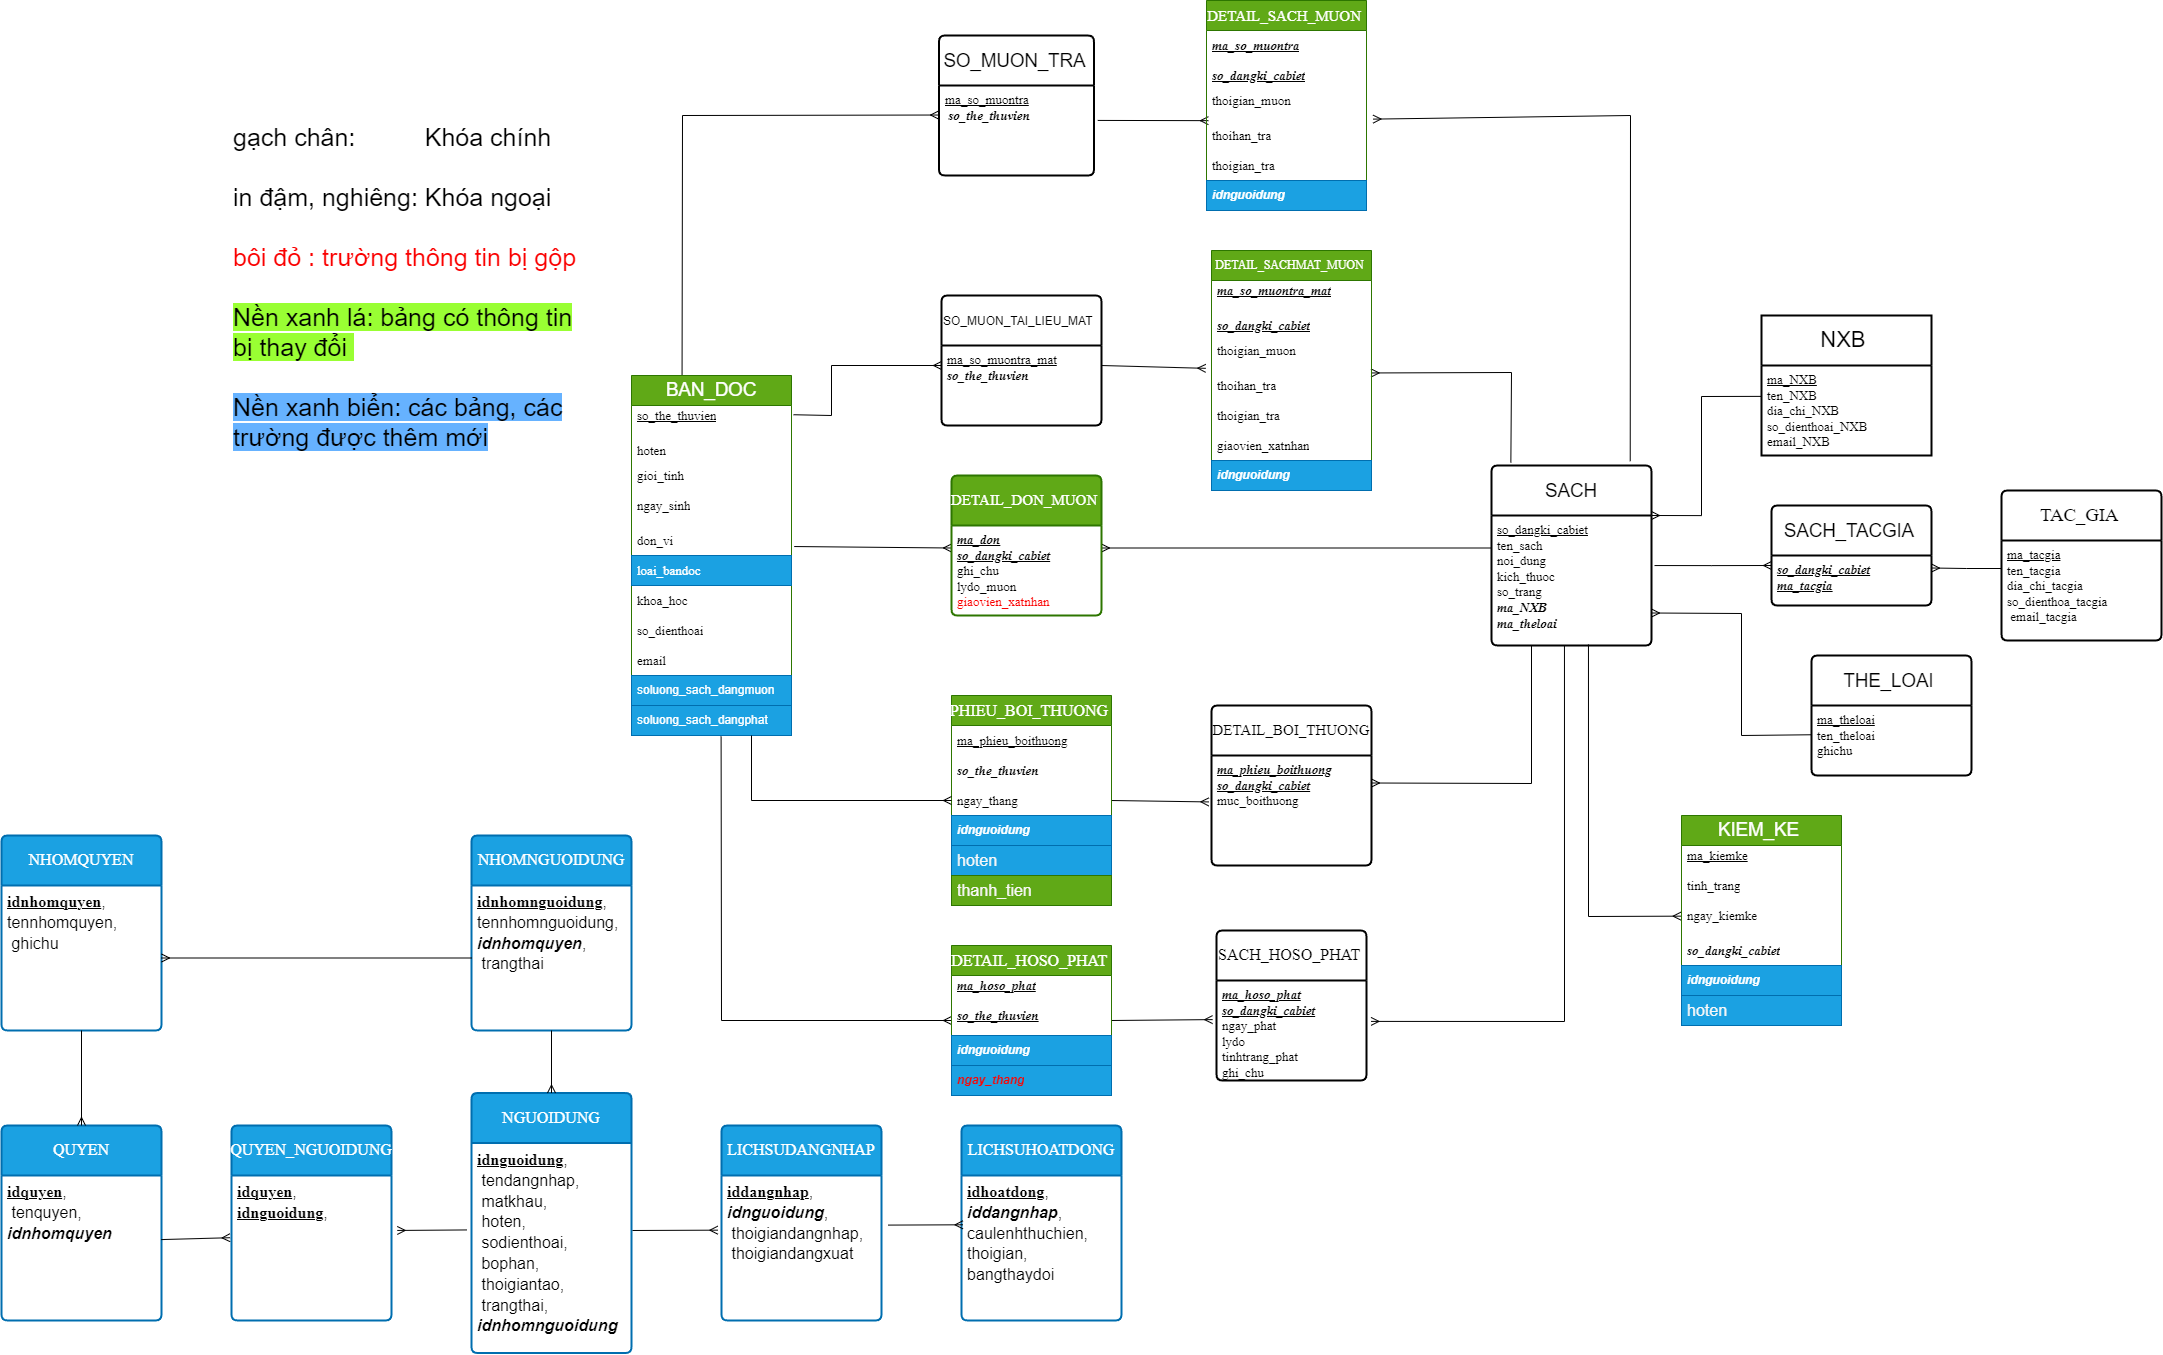 gạch chân: Khóa chính
in đậm, nghiêng: Khóa ngoại
bôi đỏ : trường thông tin bị gộp
Nền xanh lá: bảng có thông tin
bị thay đổi
Nền xanh biển: các bảng, các
trường được thêm mới
SO_MUON_TRA
ma_so_muontra
so_the_thuvien
DETAIL_SACH_MUON
ma_so_muontra
so_dangki_cabiet
thoigian_muon
thoihan_tra
thoigian_tra
idnguoidung
SO_MUON_TAI_LIEU_MAT
ma_so_muontra_mat
so_the_thuvien
DETAIL_SACHMAT_MUON
ma_so_muontra_mat
so_dangki_cabiet
thoigian_muon
thoihan_tra
thoigian_tra
giaovien_xatnhan
idnguoidung
BAN_DOC
so_the_thuvien
hoten
gioi_tinh
ngay_sinh
don_vi
loai_bandoc
khoa_hoc
so_dienthoai
email
soluong_sach_dangmuon
soluong_sach_dangphat
DETAIL_DON_MUON
ma_don
so_dangki_cabiet
ghi_chu
lydo_muon
giaovien_xatnhan
SACH
so_dangki_cabiet
ten_sach
noi_dung
kich_thuoc
so_trang
ma_NXB
ma_theloai
NXB
ma_NXB
ten_NXB
dia_chi_NXB
so_dienthoai_NXB
email_NXB
SACH_TACGIA
so_dangki_cabiet
ma_tacgia
TAC_GIA
ma_tacgia
ten_tacgia
dia_chi_tacgia
so_dienthoa_tacgia
email_tacgia
THE_LOAI
ma_theloai
ten_theloai
ghichu
PHIEU_BOI_THUONG
ma_phieu_boithuong
so_the_thuvien
ngay_thang
idnguoidung
hoten
thanh_tien
DETAIL_BOI_THUONG
ma_phieu_boithuong
so_dangki_cabiet
muc_boithuong
KIEM_KE
ma_kiemke
tinh_trang
ngay_kiemke
so_dangki_cabiet
idnguoidung
hoten
DETAIL_HOSO_PHAT
ma_hoso_phat
so_the_thuvien
idnguoidung
ngay_thang
SACH_HOSO_PHAT
ma_hoso_phat
so_dangki_cabiet
ngay_phat
lydo
tinhtrang_phat
ghi_chu
NHOMQUYEN
idnhomquyen,
tennhomquyen,
ghichu
NHOMNGUOIDUNG
idnhomnguoidung,
tennhomnguoidung,
idnhomquyen,
trangthai
QUYEN
idquyen,
tenquyen,
idnhomquyen
QUYEN_NGUOIDUNG
idquyen,
idnguoidung,
NGUOIDUNG
idnguoidung,
tendangnhap,
matkhau,
hoten,
sodienthoai,
bophan,
thoigiantao,
trangthai,
idnhomnguoidung
LICHSUDANGNHAP
iddangnhap,
idnguoidung,
thoigiandangnhap,
thoigiandangxuat
LICHSUHOATDONG
idhoatdong,
iddangnhap,
caulenhthuchien,
thoigian,
bangthaydoi